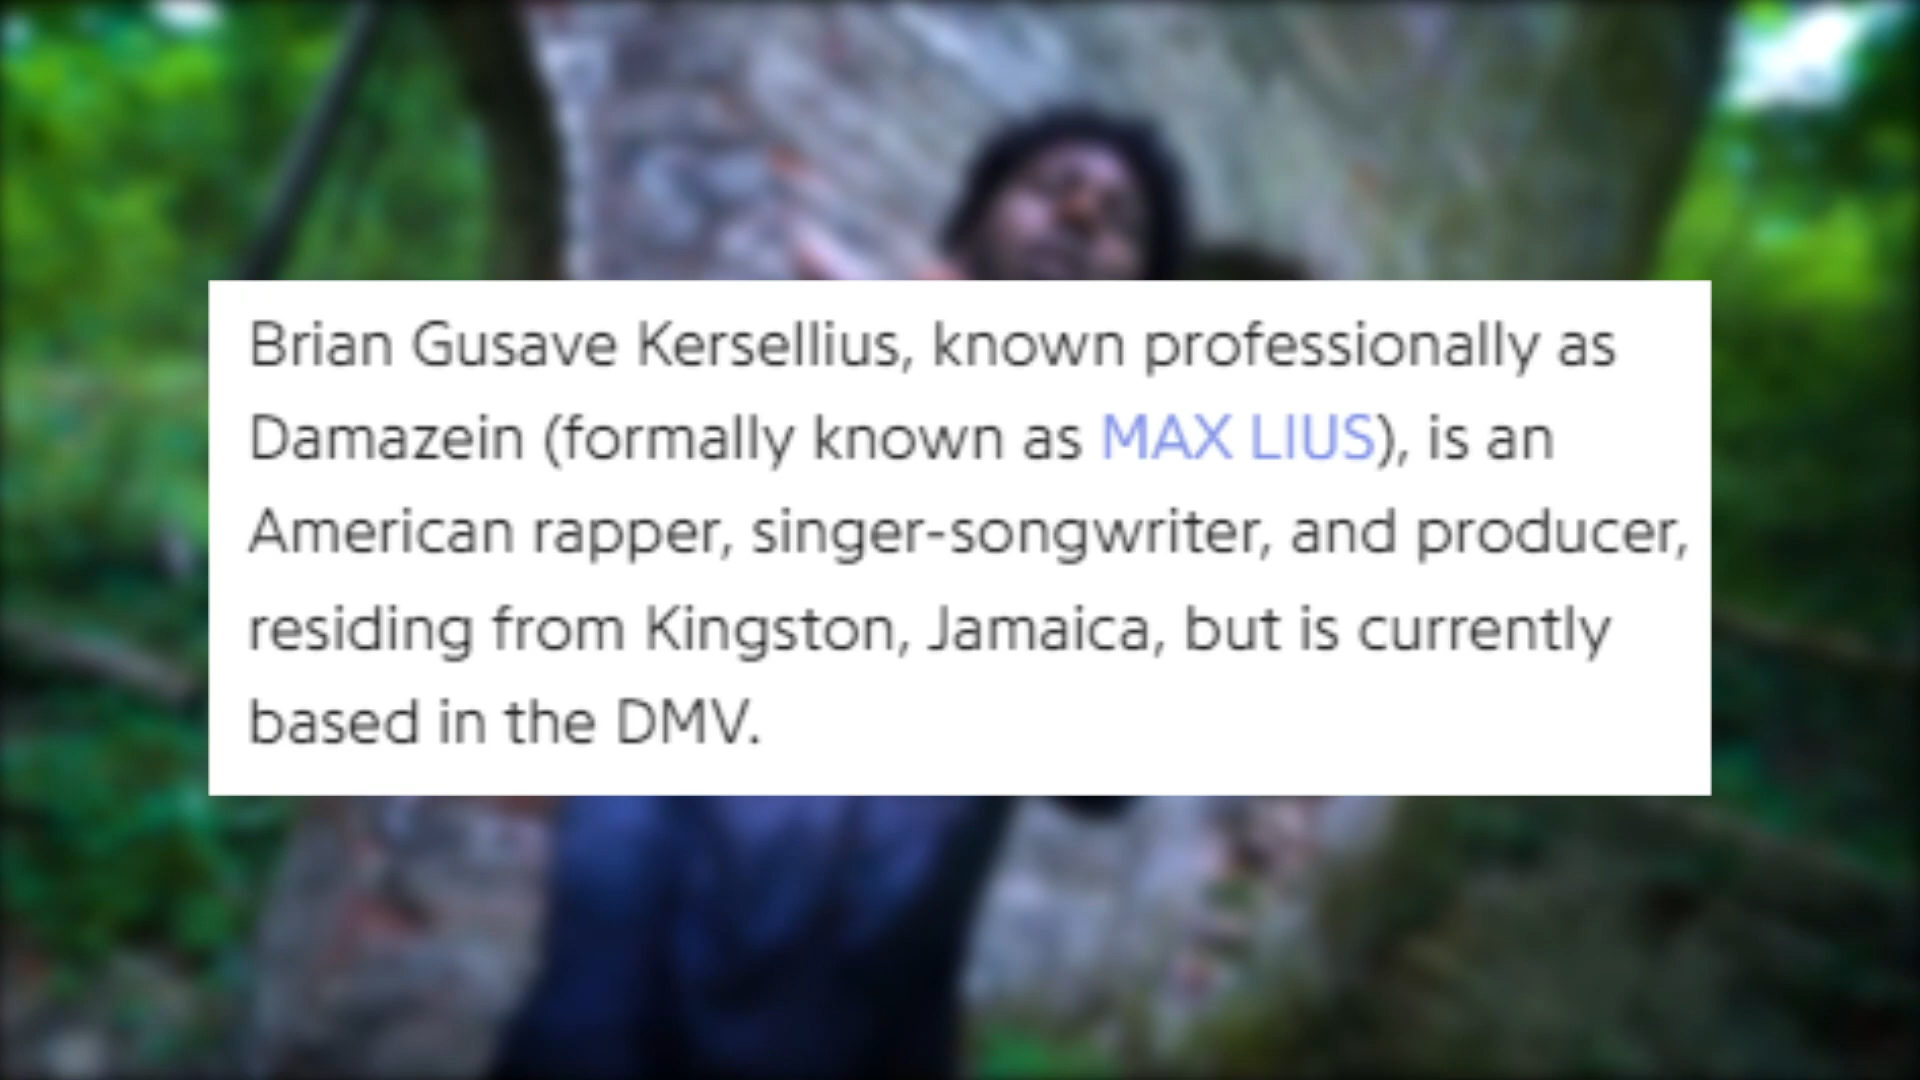 Brian Gusave Kersellius, known professionally as
Damazein (formally known as MAX LIUS), is an
American rapper, singer-songwriter, and producer,
residing from Kingston, Jamaica, but is currently
based in the DMV.